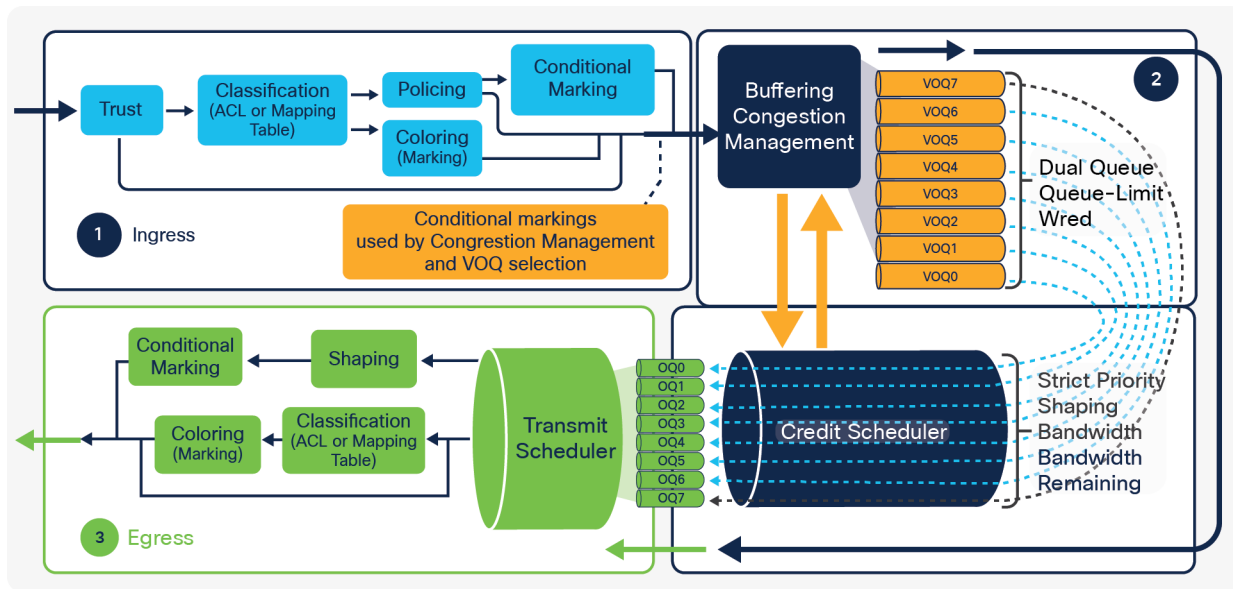 Trust
Classification
(ACL or Mapping
Table)
Policing
Coloring
(Marking)
Conditional
Marking
Conditional markings
used by Congrestion Management
and VOQ selection
1
Ingress
Buffering
Congestion
Management
VOQ7
VOQ6
VOQ5
VOQ4
VOQ3
VOQ2
VOQ1
VOQ0
2
Dual Queue
Queue-Limit
Wred
Conditional
Marking
Shaping
Coloring
(Marking)
Classification
(ACL or Mapping
Table)
Transmit
Scheduler
3
Egress
OQ0
OQ1
OQ2
OQ3
OQ4
OQ5
OQ6
OQ7
Credit Scheduler
Strict Priority
Shaping
Bandwidth
Bandwidth
Remaining